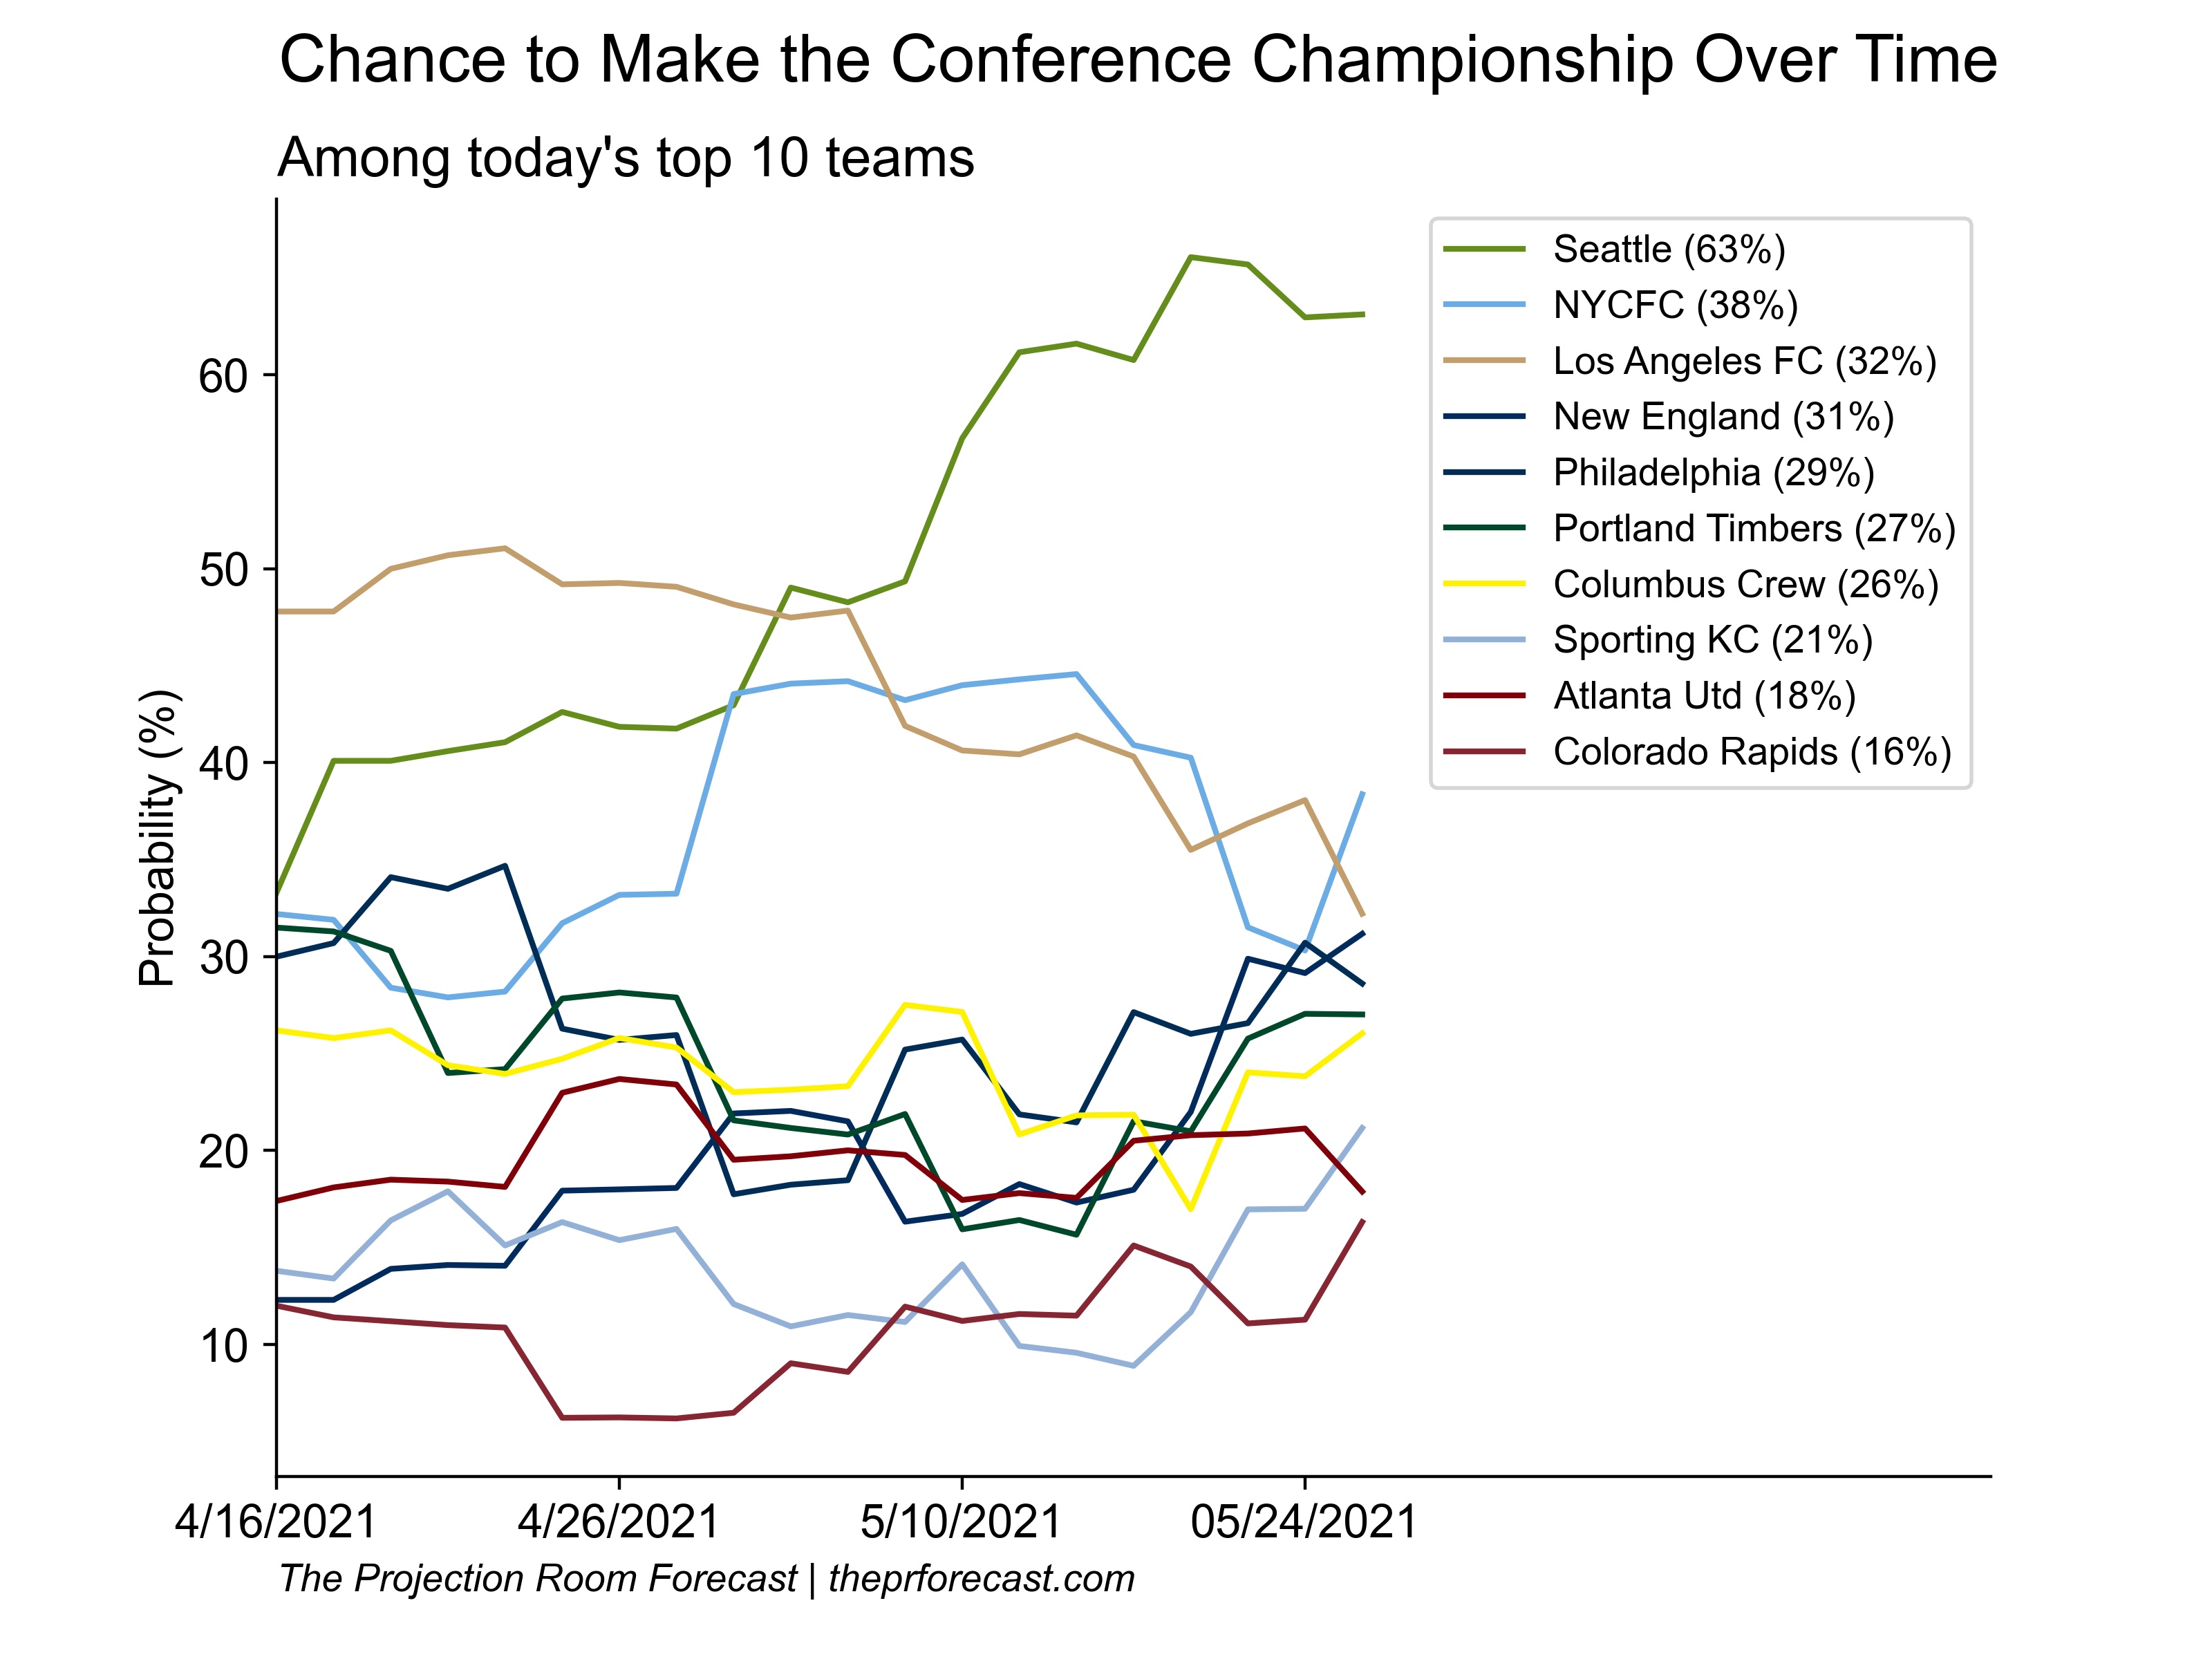 Chance to Make the Conference Championship Over Time
Among today's top 10 teams
Seattle (63%)
NYCFC (38%)
Los Angeles FC (32%)
New England (31%)
Philadelphia (29%)
Portland Timbers (27%)
Columbus Crew (26%)
Sporting KC (21%)
Atlanta Utd (18%)
Colorado Rapids (16%)
Probability (%)
60
50
40
30
20
10
4/16/2021 4/26/2021 5/10/2021 05/24/2021
The Projection Room Forecast | theprforecast.com